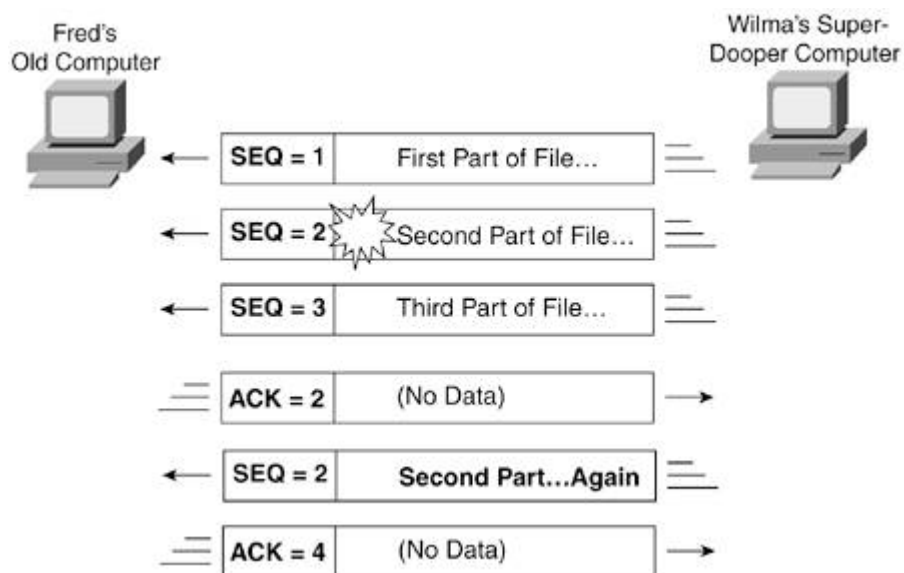 Fred's
Old Computer
Wilma's Super-
Dooper Computer
SEQ = 1 First Part of File...
SEQ = 2 Second Part of File...
SEQ = 3 Third Part of File...
ACK = 2 (No Data)
SEQ = 2 Second Part...Again
ACK = 4 (No Data)